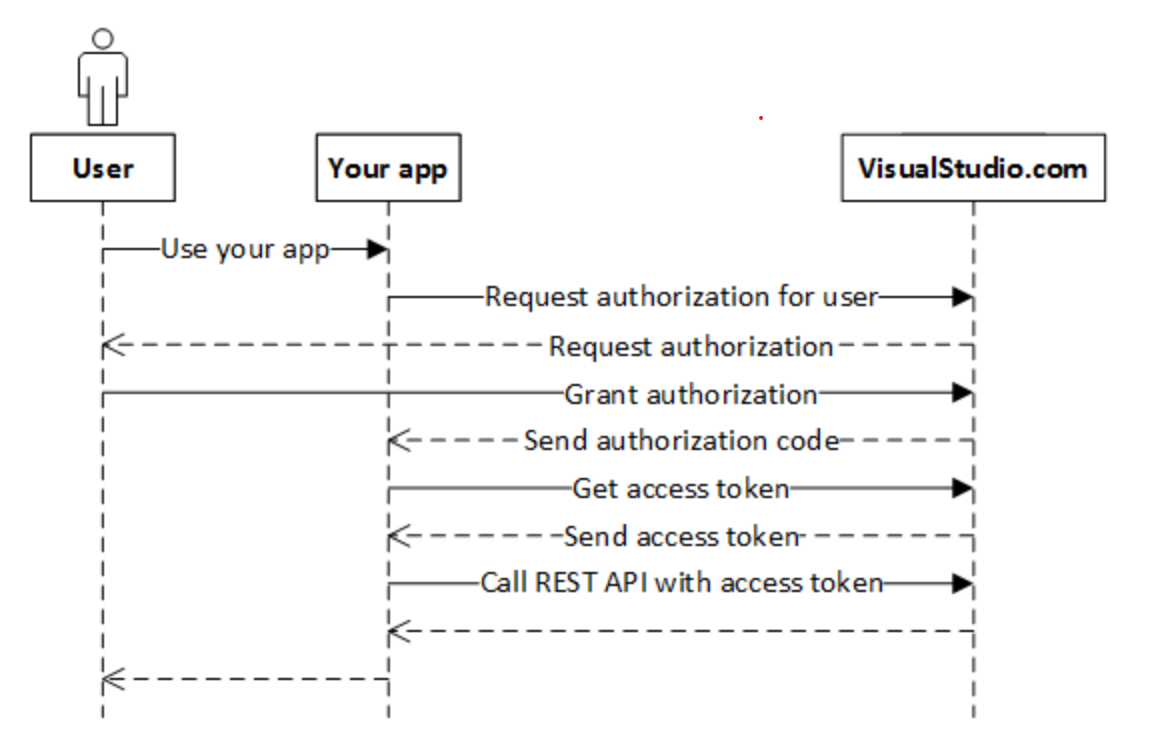 User
Your app
VisualStudio.com
Use your app
Request authorization for user
Request authorization
Grant authorization
Send authorization code
Get access token
Send access token
Call REST API with access token